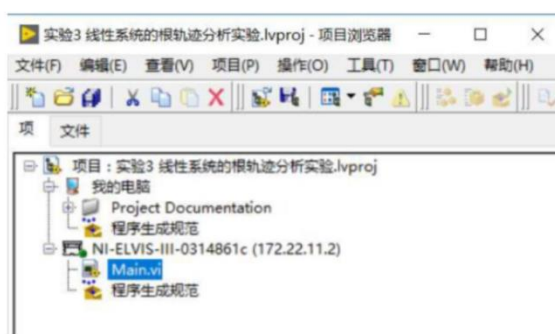 实验3 线性系统的根轨迹分析实验.lvproj - 项目浏览器
文件(F) 编辑(E) 查看(V) 项目(P) 操作(O) 工具(T) 窗口(W) 帮助(H)
项 文件
项目：实验3 线性系统的根轨迹分析实验.lvproj
我的电脑
Project Documentation
程序生成规范
NI-ELVIS-III-0314861c (172.22.11.2)
Main.vi
程序生成规范